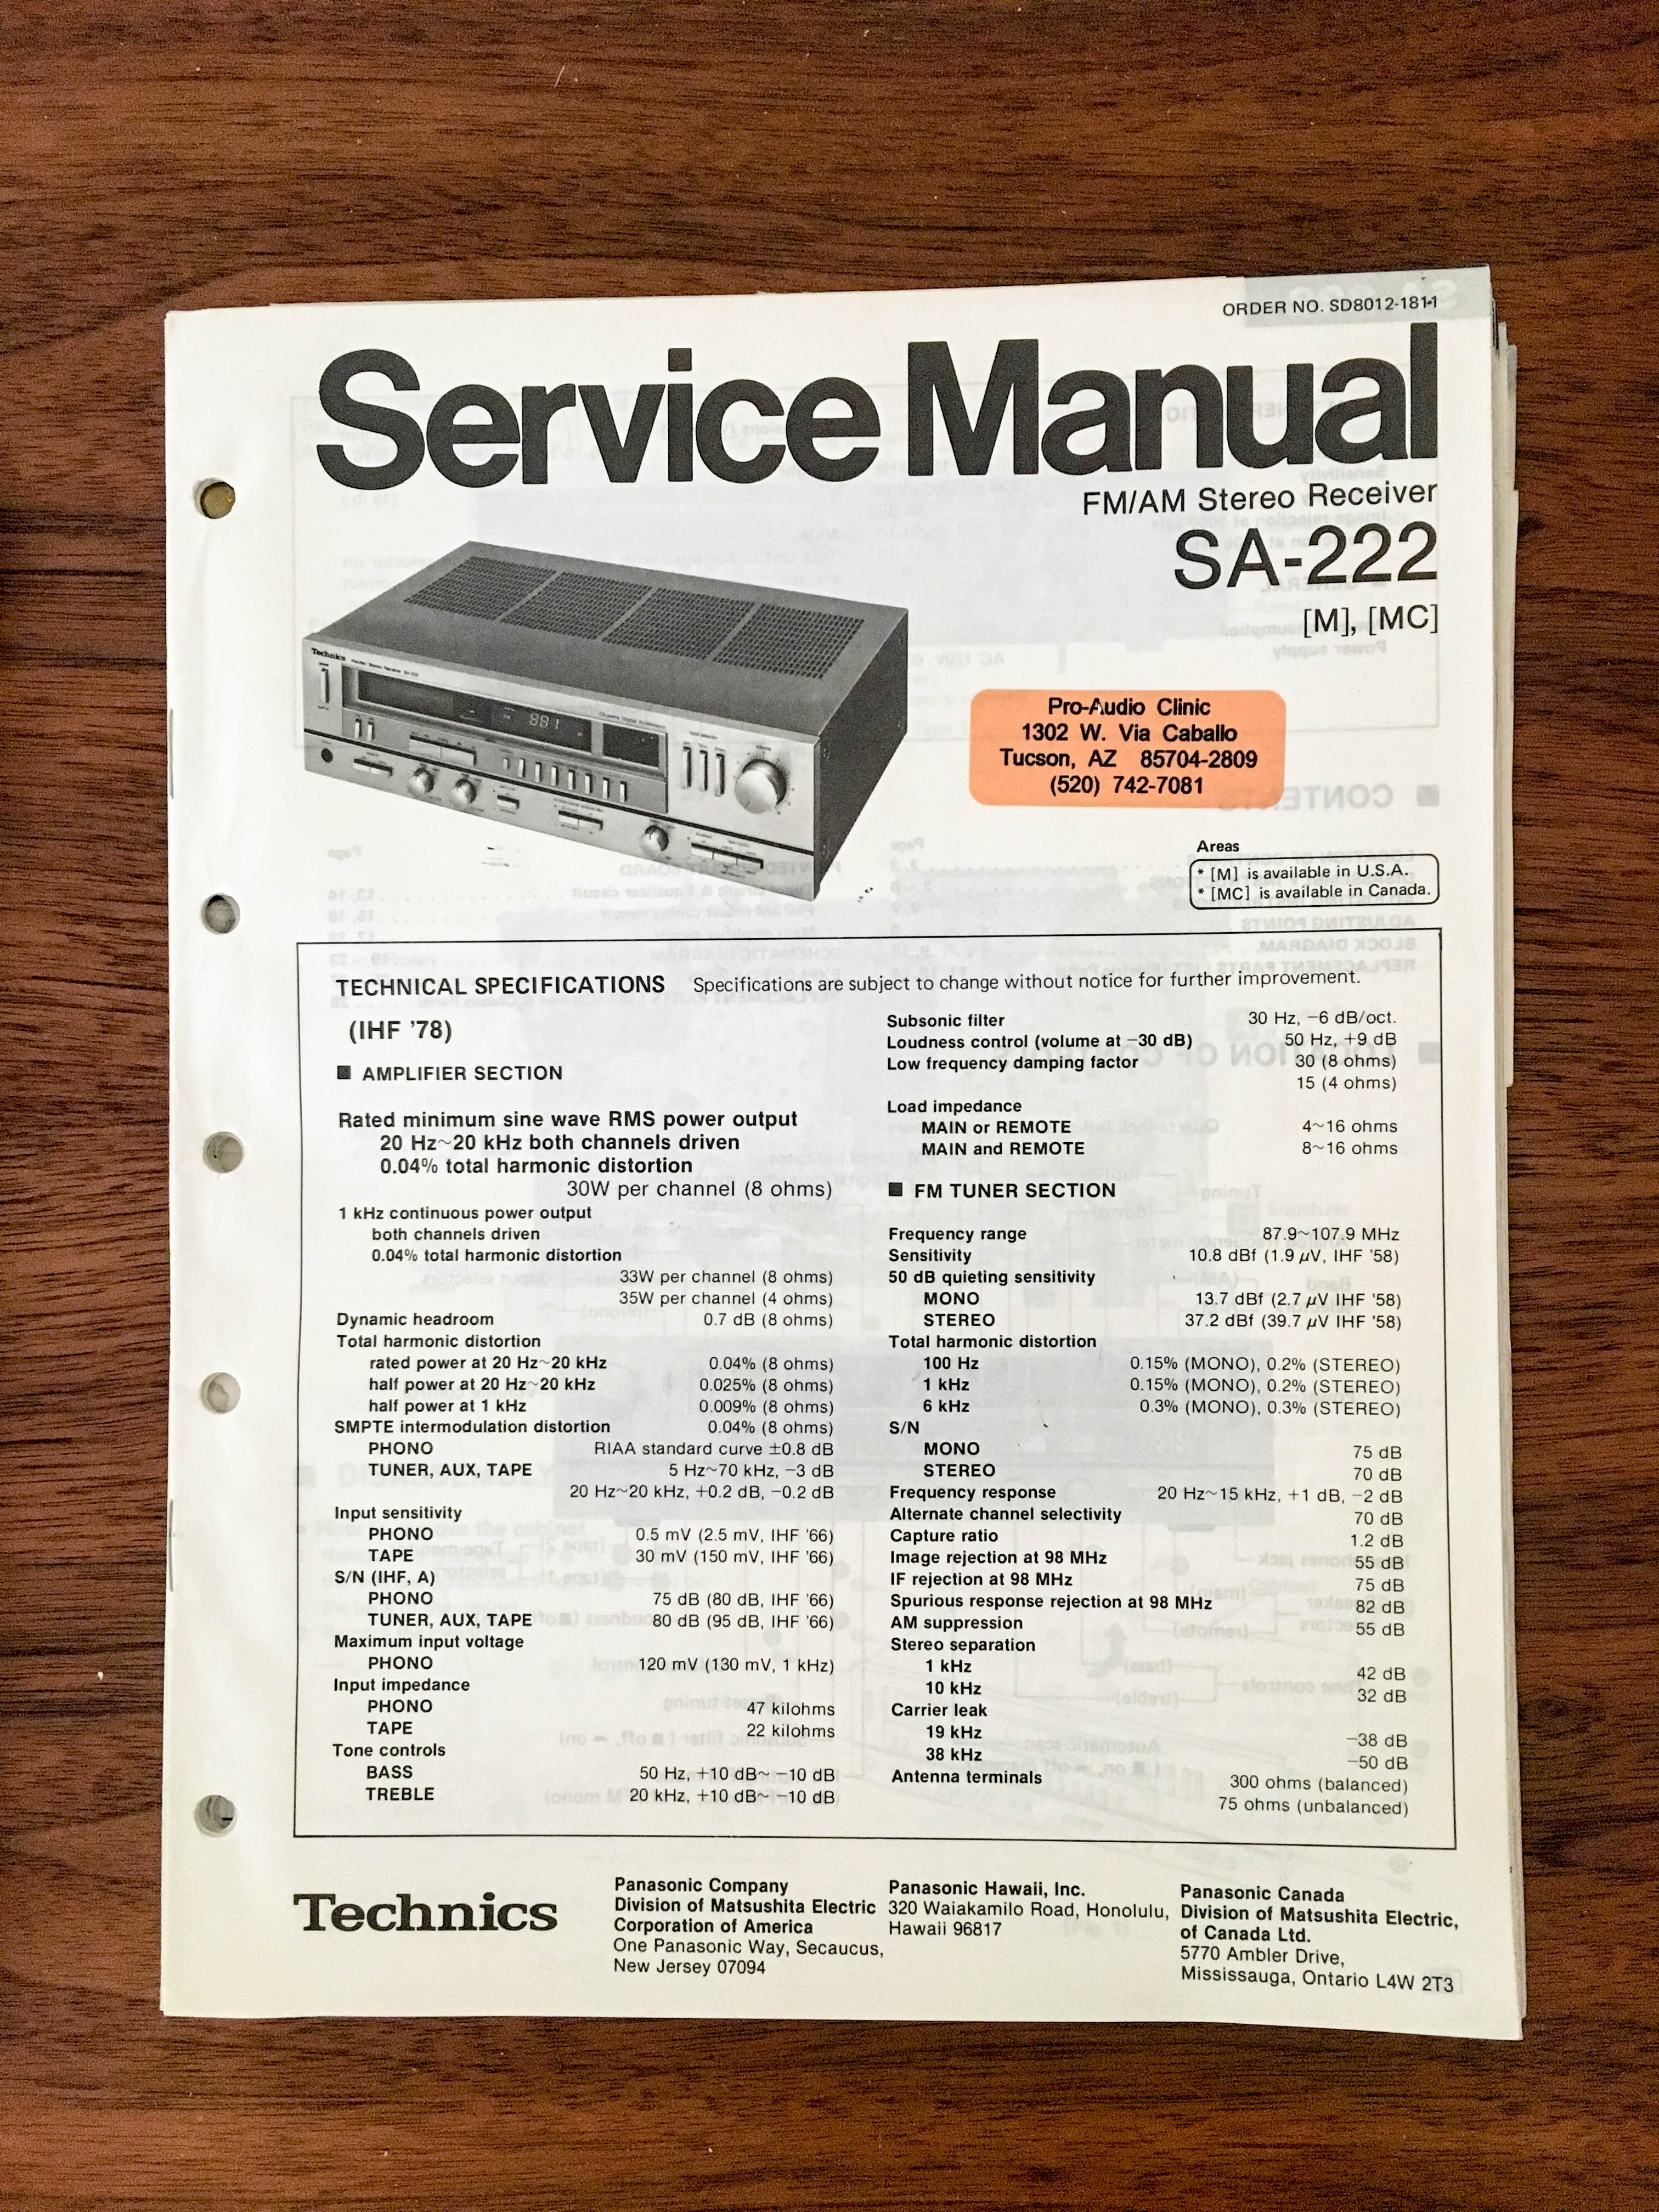 ORDER NO. SD8012-1811
Service Manual
FM/AM Stereo Receiver
SA-222
[M], [MC]
Technics
881
Pro-Audio Clinic
1302 W. Via Caballo
Tucson, AZ 85704-2809
(520) 742-7081
Areas
* [M] is available in U.S.A.
* [MC] is available in Canada.
TECHNICAL SPECIFICATIONS Specifications are subject to change without notice for further improvement.
(IHF '78)
■ AMPLIFIER SECTION
Rated minimum sine wave RMS power output
20 Hz~20 kHz both channels driven
0.04% total harmonic distortion
30W per channel (8 ohms)
1 kHz continuous power output
both channels driven
0.04% total harmonic distortion
33W per channel (8 ohms)
35W per channel (4 ohms)
Dynamic headroom 0.7 dB (8 ohms)
Total harmonic distortion
rated power at 20 Hz~20 kHz 0.04% (8 ohms)
half power at 20 Hz~20 kHz 0.025% (8 ohms)
half power at 1 kHz 0.009% (8 ohms)
SMPTE intermodulation distortion 0.04% (8 ohms)
PHONO RIAA standard curve ±0.8 dB
TUNER, AUX, TAPE 5 Hz~70 kHz, −3 dB
20 Hz~20 kHz, +0.2 dB, −0.2 dB
Input sensitivity
PHONO 0.5 mV (2.5 mV, IHF '66)
TAPE 30 mV (150 mV, IHF '66)
S/N (IHF, A)
PHONO 75 dB (80 dB, IHF '66)
TUNER, AUX, TAPE 80 dB (95 dB, IHF '66)
Maximum input voltage
PHONO 120 mV (130 mV, 1 kHz)
Input impedance
PHONO 47 kilohms
TAPE 22 kilohms
Tone controls
BASS 50 Hz, +10 dB~ −10 dB
TREBLE 20 kHz, +10 dB~ −10 dB
Subsonic filter 30 Hz, −6 dB/oct.
Loudness control (volume at −30 dB) 50 Hz, +9 dB
Low frequency damping factor 30 (8 ohms)
15 (4 ohms)
Load impedance
MAIN or REMOTE 4~16 ohms
MAIN and REMOTE 8~16 ohms
■ FM TUNER SECTION
Frequency range 87.9~107.9 MHz
Sensitivity 10.8 dBf (1.9 µV, IHF '58)
50 dB quieting sensitivity
MONO 13.7 dBf (2.7 µV IHF '58)
STEREO 37.2 dBf (39.7 µV IHF '58)
Total harmonic distortion
100 Hz 0.15% (MONO), 0.2% (STEREO)
1 kHz 0.15% (MONO), 0.2% (STEREO)
6 kHz 0.3% (MONO), 0.3% (STEREO)
S/N
MONO 75 dB
STEREO 70 dB
Frequency response 20 Hz~15 kHz, +1 dB, −2 dB
Alternate channel selectivity 70 dB
Capture ratio 1.2 dB
Image rejection at 98 MHz 55 dB
IF rejection at 98 MHz 75 dB
Spurious response rejection at 98 MHz 82 dB
AM suppression 55 dB
Stereo separation
1 kHz 42 dB
10 kHz 32 dB
Carrier leak
19 kHz −38 dB
38 kHz −50 dB
Antenna terminals 300 ohms (balanced)
75 ohms (unbalanced)
Technics
Panasonic Company
Division of Matsushita Electric
Corporation of America
One Panasonic Way, Secaucus,
New Jersey 07094
Panasonic Hawaii, Inc.
320 Waiakamilo Road, Honolulu,
Hawaii 96817
Panasonic Canada
Division of Matsushita Electric,
of Canada Ltd.
5770 Ambler Drive,
Mississauga, Ontario L4W 2T3